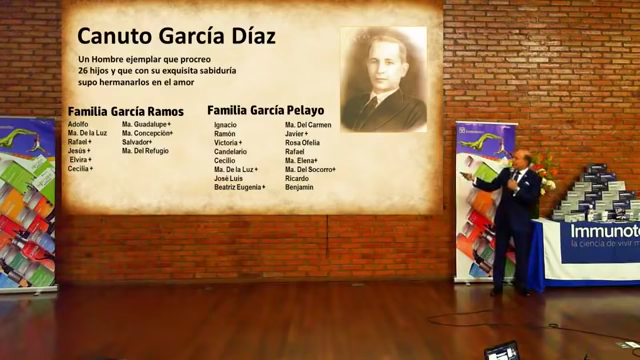 Canuto García Díaz
Un Hombre ejemplar que procreo
26 hijos y que con su exquisita sabiduría
supo hermanarlos en el amor
Familia García Ramos
Adolfo
Ma. De la Luz
Rafael +
Jesús +
Elvira +
Cecilia +
Ma. Guadalupe+
Ma. Concepción+
Salvador+
Ma. Del Refugio
Familia García Pelayo
Ignacio
Ramón
Victoria +
Candelario
Cecilio
Ma. De la Luz +
José Luis
Beatriz Eugenia +
Ma. Del Carmen
Javier +
Rosa Ofelia
Rafael
Ma. Elena+
Ma. Del Socorro+
Ricardo
Benjamin
Immunot
la ciencia de vivir m